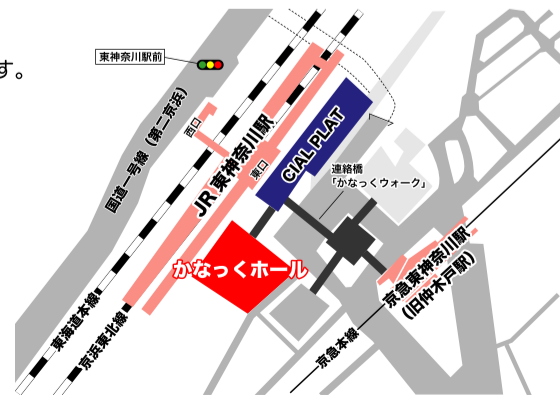 す。
東神奈川駅前
国道一号線（第二京浜）
西口
JR 東神奈川駅
東口
CIAL PLAT
連絡橋
「かなっくウォーク」
かなっくホール
京急東神奈川駅
(旧仲木戸駅)
東海道本線
京浜東北線
京急本線